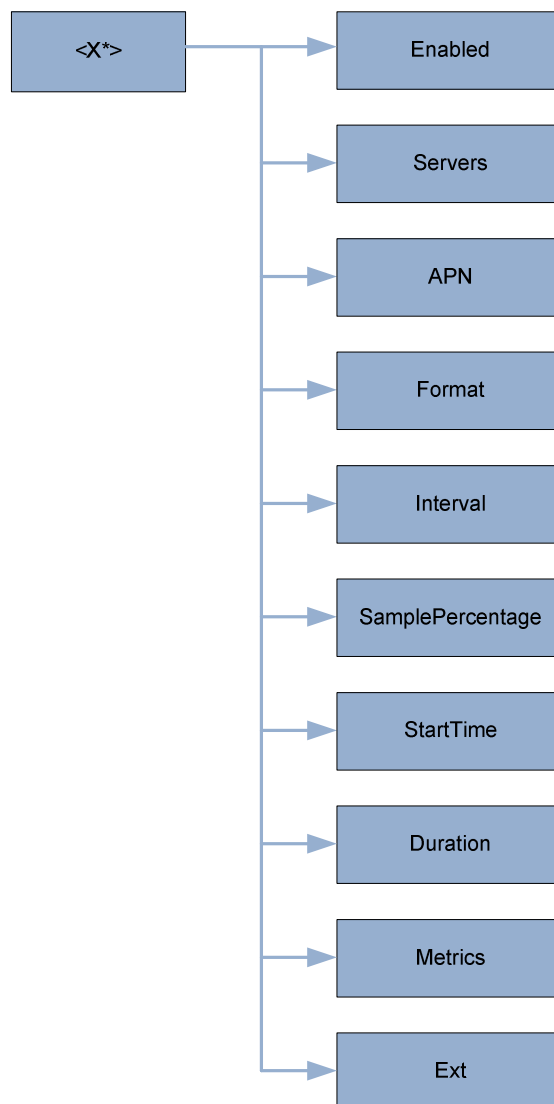 <X*>
Enabled
Servers
APN
Format
Interval
SamplePercentage
StartTime
Duration
Metrics
Ext